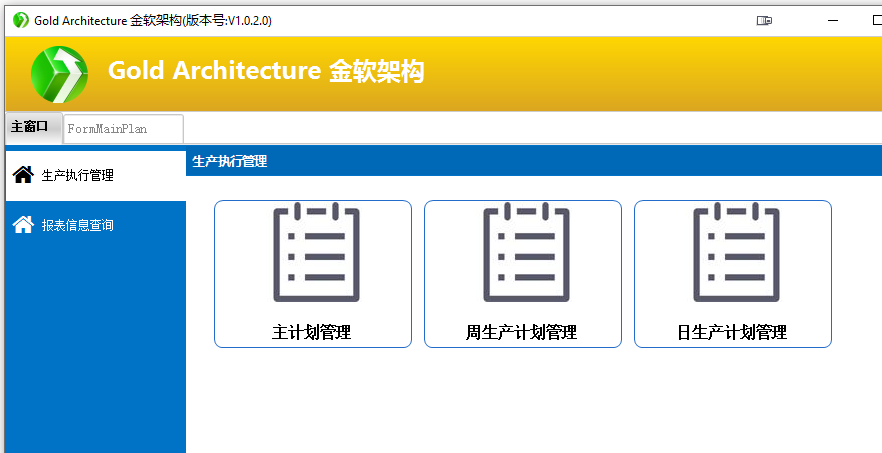 Gold Architecture 金软架构(版本号:V1.0.2.0)
Gold Architecture 金软架构
主窗口 FormMainPlan
生产执行管理
生产执行管理
报表信息查询
主计划管理 周生产计划管理 日生产计划管理